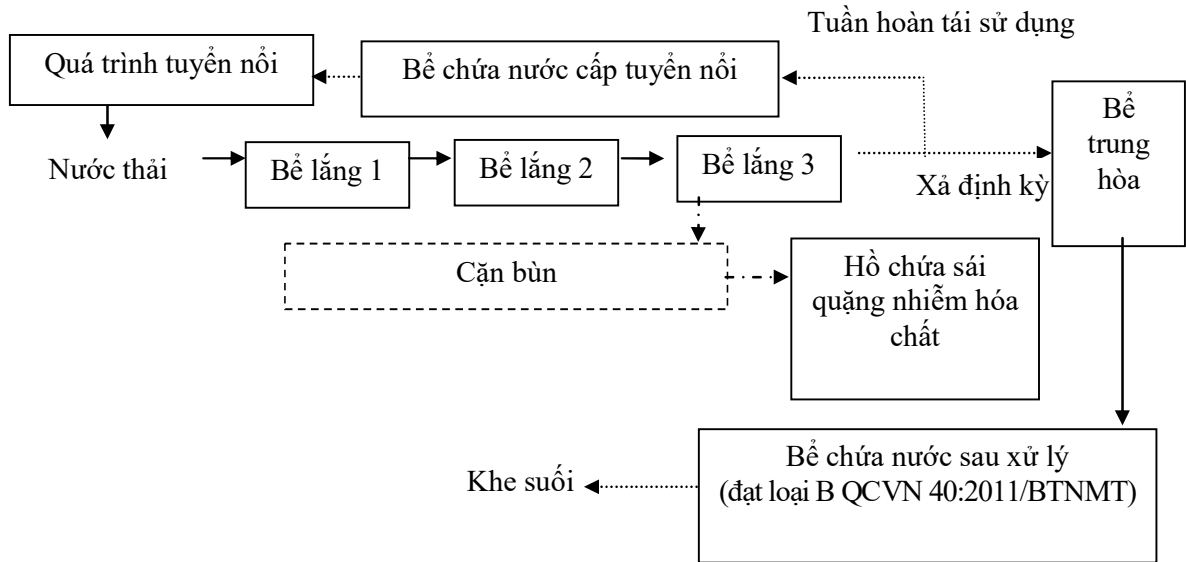 Tuần hoàn tái sử dụng
Quá trình tuyển nổi
Bể chứa nước cấp tuyển nổi
Bể
trung
hòa
Nước thải
Bể lắng 1
Bể lắng 2
Bể lắng 3
Xả định kỳ
Cặn bùn
Hồ chứa sái
quặng nhiễm hóa
chất
Bể chứa nước sau xử lý
(đạt loại B QCVN 40:2011/BTNMT)
Khe suối